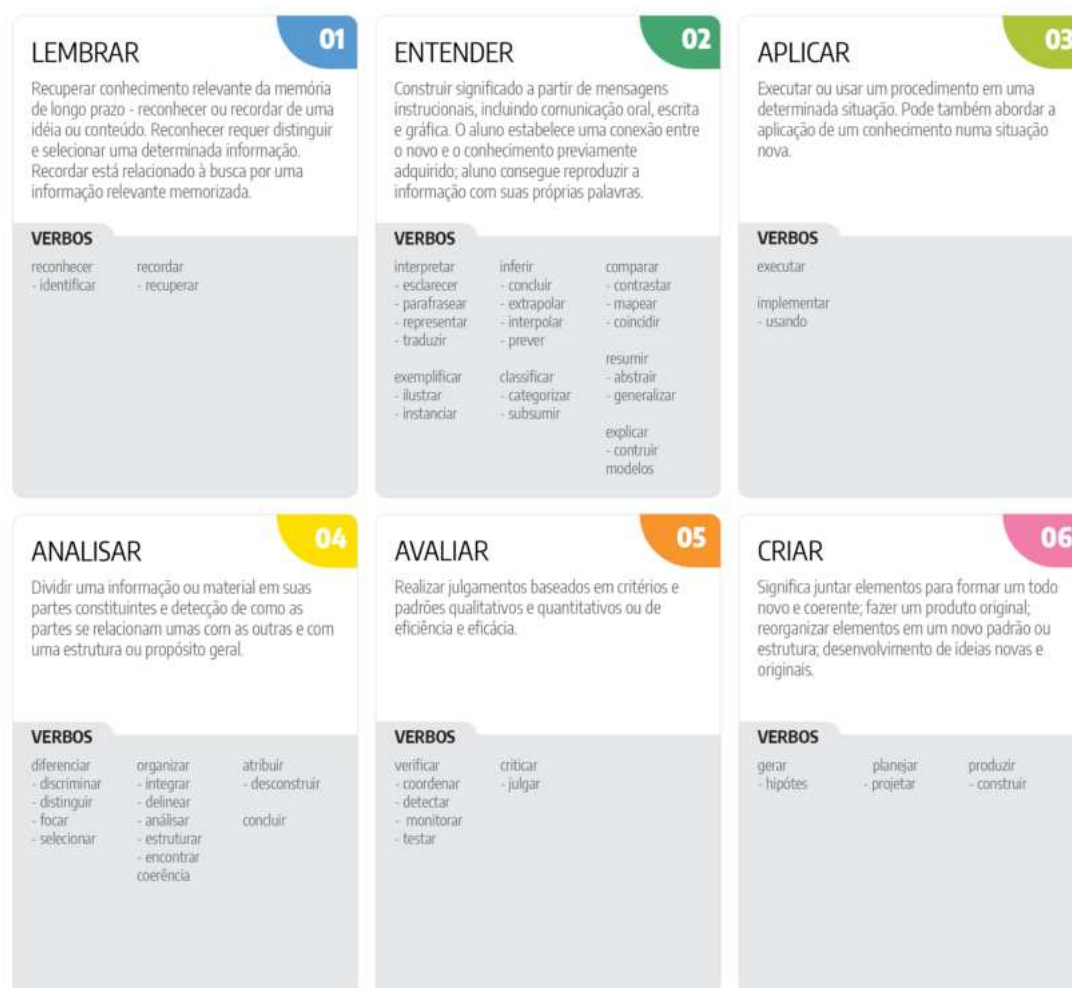 LEMBRAR
01
Recuperar conhecimento relevante da memória
de longo prazo - reconhecer ou recordar de uma
idéia ou conteúdo. Reconhecer requer distinguir
e selecionar uma determinada informação.
Recordar está relacionado à busca por uma
informação relevante memorizada.
VERBOS
reconhecer
- identificar
recordar
- recuperar
ENTENDER
02
Construir significado a partir de mensagens
instrucionais, incluindo comunicação oral, escrita
e gráfica. O aluno estabelece uma conexão entre
o novo e o conhecimento previamente
adquirido; aluno consegue reproduzir a
informação com suas próprias palavras.
VERBOS
interpretar
- esclarecer
- parafrasear
- representar
- traduzir
exemplificar
- ilustrar
- instanciar
inferir
- concluir
- extrapolar
- interpolar
- prever
classificar
- categorizar
- subsumir
comparar
- contrastar
- mapear
- coincidir
resumir
- abstrair
- generalizar
explicar
- contruir
modelos
APLICAR
03
Executar ou usar um procedimento em uma
determinada situação. Pode também abordar a
aplicação de um conhecimento numa situação
nova.
VERBOS
executar
implementar
- usando
ANALISAR
04
Dividir uma informação ou material em suas
partes constituintes e detecção de como as
partes se relacionam umas com as outras e com
uma estrutura ou propósito geral.
VERBOS
diferenciar
- discriminar
- distinguir
- focar
- selecionar
organizar
- integrar
- delinear
- análisar
- estruturar
- encontrar
coerência
atribuir
- desconstruir
concluir
AVALIAR
05
Realizar julgamentos baseados em critérios e
padrões qualitativos e quantitativos ou de
eficiência e eficácia.
VERBOS
verificar
- coordenar
- detectar
- monitorar
- testar
criticar
- julgar
CRIAR
06
Significa juntar elementos para formar um todo
novo e coerente; fazer um produto original;
reorganizar elementos em um novo padrão ou
estrutura; desenvolvimento de ideias novas e
originais.
VERBOS
gerar
- hipótes
planejar
- projetar
produzir
- construir